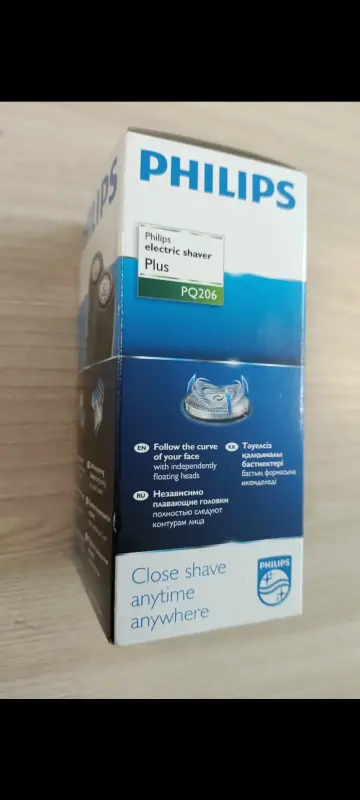 PHILIPS
Philips
electric shaver
Plus
PQ206
EN Follow the curve
of your face
with independently
floating heads
RU Независимо
плавающие головки
полностью следуют
контурам лица
KK Тәуелсіз
қалқымалы
бастиектері
бастың формасына
икемделеді
Close shave
anytime
anywhere
PHILIPS